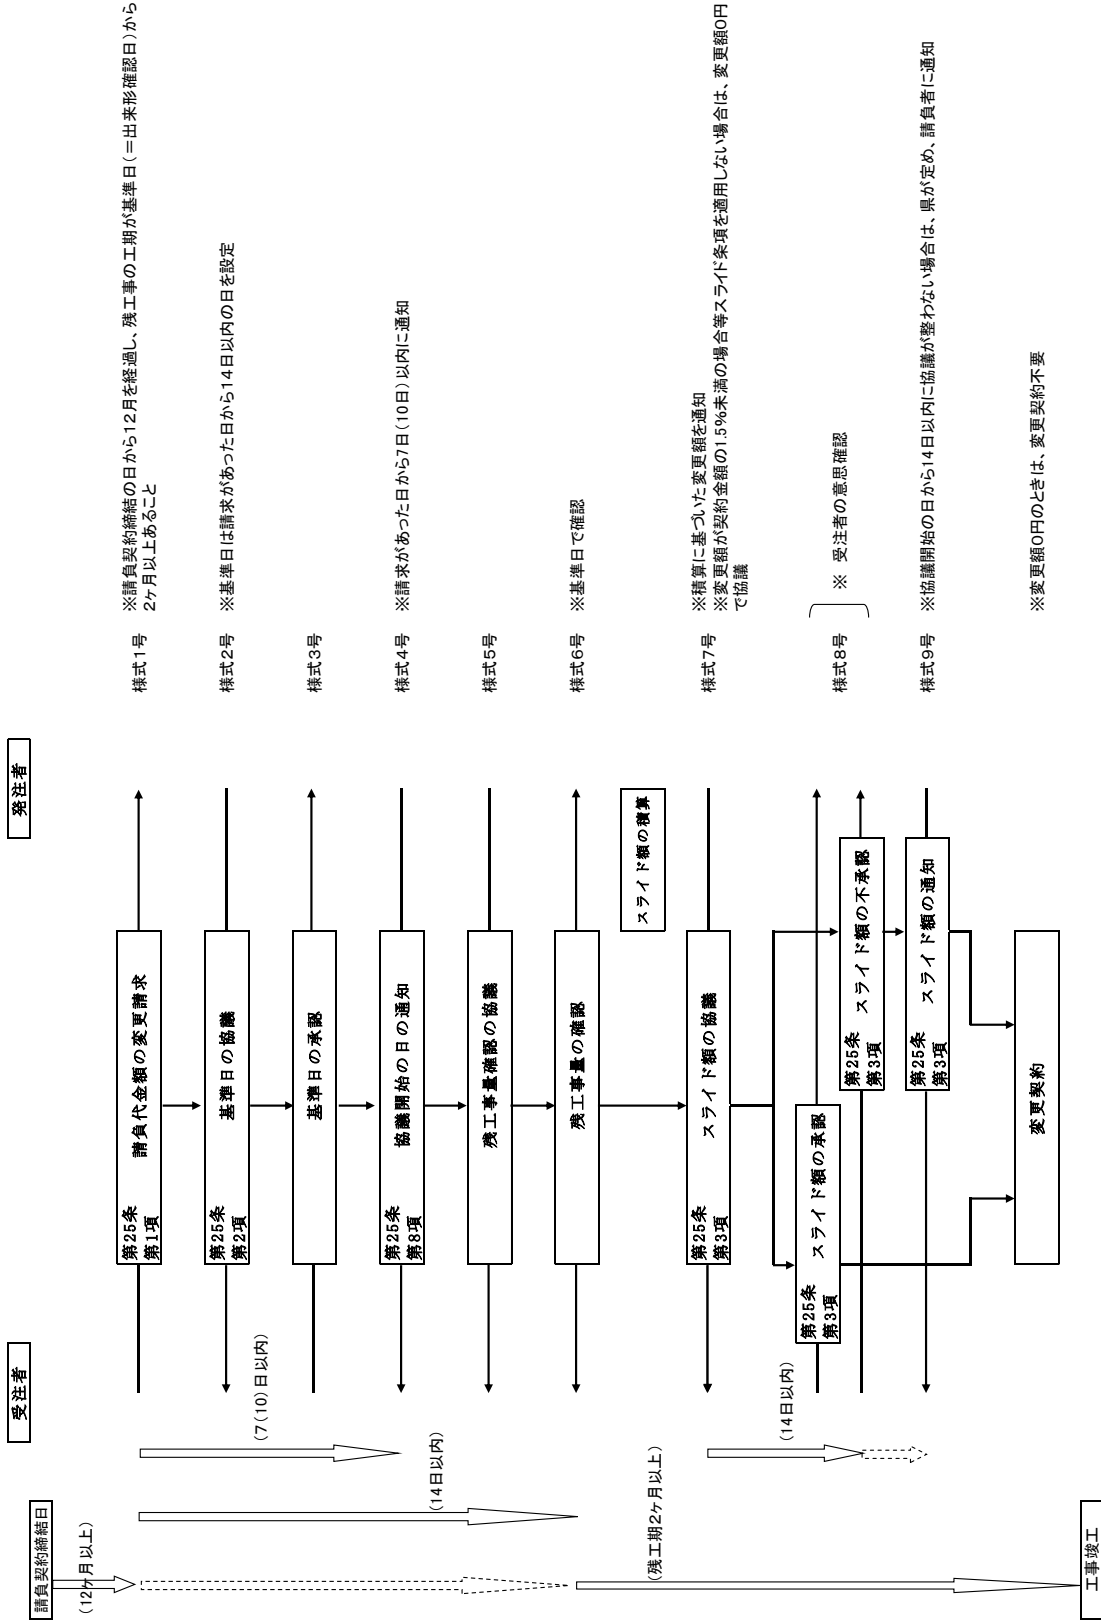 請負契約締結日
受注者
発注者
(12ヶ月以上)
第25条
第1項
請負代金額の変更請求
様式1号
※請負契約締結の日から12月を経過し、残工事の工期が基準日(=出来形確認日)から
2ヶ月以上あること
第25条
第2項
基準日の協議
様式2号
※基準日は請求があった日から14日以内の日を設定
(7(10)日以内)
基準日の承認
様式3号
第25条
第8項
協議開始の日の通知
様式4号
※請求があった日から7日(10日)以内に通知
(14日以内)
残工事量確認の協議
様式5号
残工事量の確認
様式6号
※基準日で確認
スライド額の積算
(残工期2ヶ月以上)
第25条
第3項
スライド額の協議
様式7号
※積算に基づいた変更額を通知
※変更額が契約金額の1.5%未満の場合等スライド条項を適用しない場合は、変更額0円
で協議
(14日以内)
第25条
第3項
スライド額の承認
第25条
第3項
スライド額の不承認
様式8号
※ 受注者の意思確認
第25条
第3項
スライド額の通知
様式9号
※協議開始の日から14日以内に協議が整わない場合は、県が定め、請負者に通知
変更契約
※変更額0円のときは、変更契約不要
工事竣工